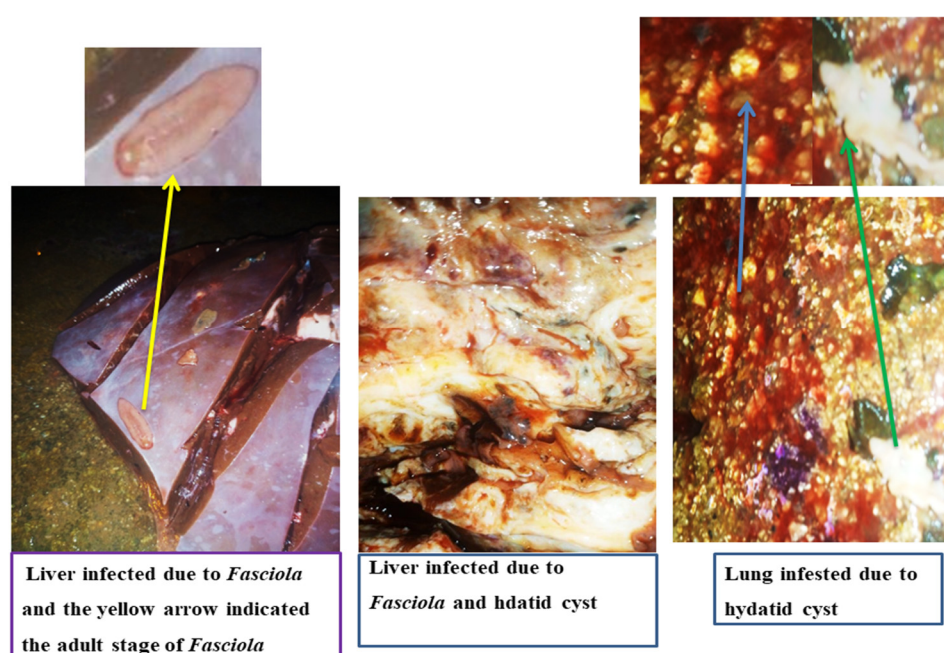 Liver infected due to Fasciola
and the yellow arrow indicated
the adult stage of Fasciola
Liver infected due to
Fasciola and hdatid cyst
Lung infested due to
hydatid cyst